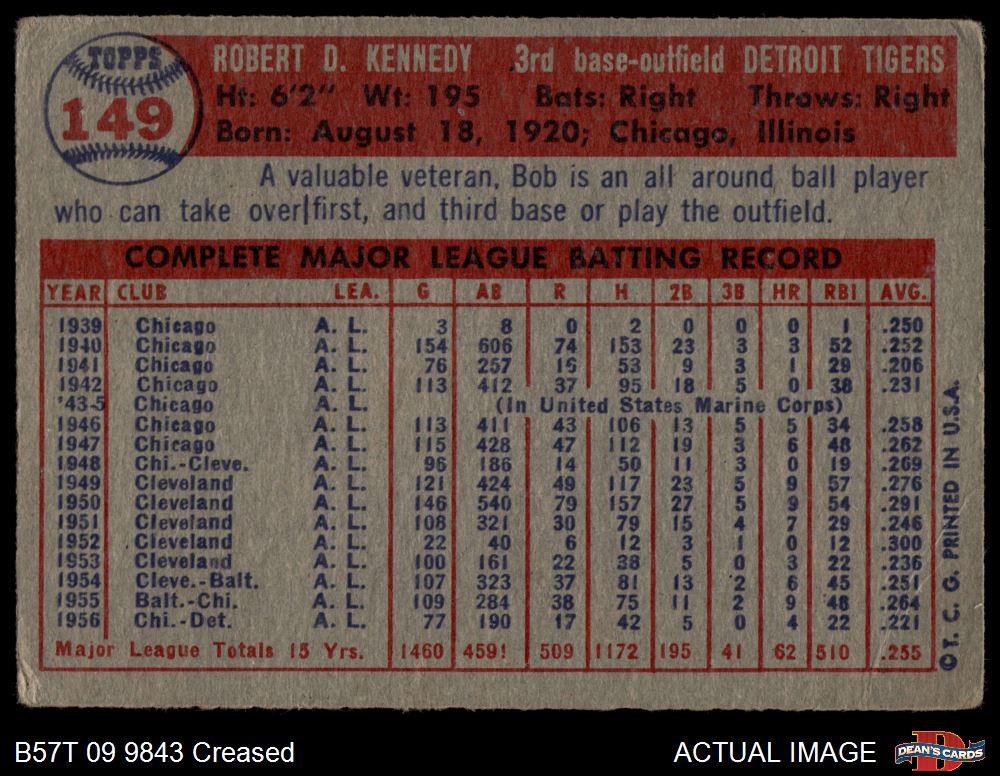 TOPPS
149
ROBERT D. KENNEDY 3rd base-outfield DETROIT TIGERS
Ht: 6'2" Wt: 195 Bats: Right Throws: Right
Born: August 18, 1920; Chicago, Illinois
A valuable veteran, Bob is an all around ball player
who can take over first, and third base or play the outfield.
COMPLETE MAJOR LEAGUE BATTING RECORD
YEAR CLUB LEA. G AB R H 2B 3B HR RBI AVG.
1939 Chicago A. L. 3 8 0 2 0 0 0 1 .250
1940 Chicago A. L. 154 606 74 153 23 3 3 52 .252
1941 Chicago A. L. 76 257 16 53 9 3 1 29 .206
1942 Chicago A. L. 113 412 37 95 18 5 0 38 .231
'43-5 Chicago A. L. (In United States Marine Corps)
1946 Chicago A. L. 113 411 43 106 13 5 5 34 .258
1947 Chicago A. L. 115 428 47 112 19 3 6 48 .262
1948 Chi.-Cleve. A. L. 96 186 14 50 11 3 0 19 .269
1949 Cleveland A. L. 121 424 49 117 23 5 9 57 .276
1950 Cleveland A. L. 146 540 79 157 27 5 9 54 .291
1951 Cleveland A. L. 108 321 30 79 15 4 7 29 .246
1952 Cleveland A. L. 22 40 6 12 3 1 0 12 .300
1953 Cleveland A. L. 100 161 22 38 5 0 3 22 .236
1954 Cleve.-Balt. A. L. 107 323 37 81 13 2 6 45 .251
1955 Balt.-Chi. A. L. 109 284 38 75 11 2 9 48 .264
1956 Chi.-Det. A. L. 77 190 17 42 5 0 4 22 .221
Major League Totals 15 Yrs. 1460 4591 509 1172 195 41 62 510 .255
© T. C. G. PRINTED IN U.S.A.
B57T 09 9843 Creased
ACTUAL IMAGE
D
DEAN'S CARDS